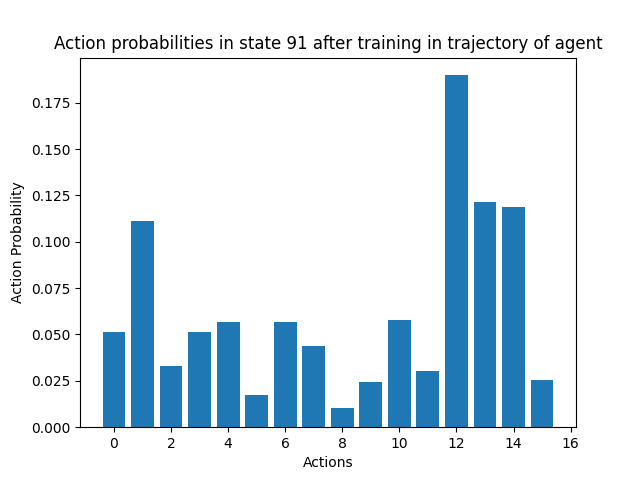 Action probabilities in state 91 after training in trajectory of agent
0.175
0.150
0.125
0.100
0.075
0.050
0.025
0.000
Action Probability
0 2 4 6 8 10 12 14 16
Actions